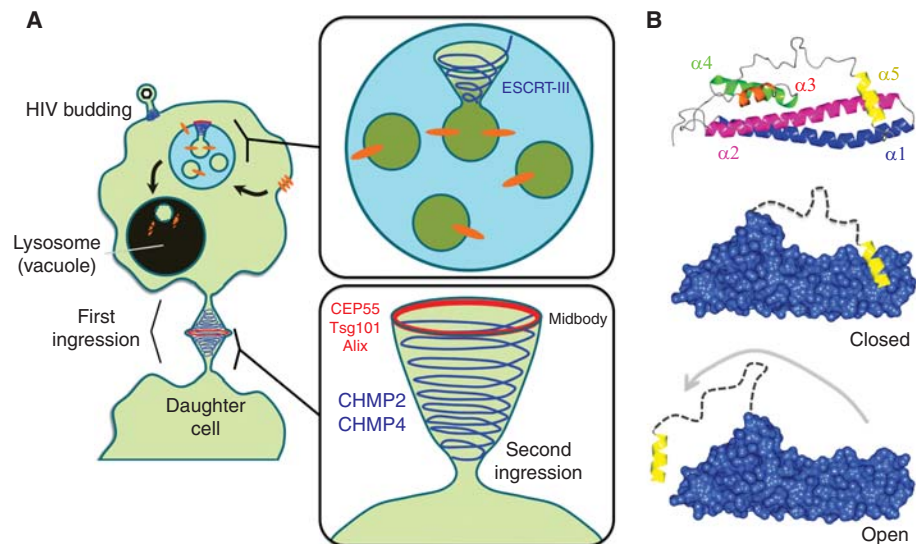 A
HIV budding
Lysosome
(vacuole)
First
ingression
Daughter
cell
ESCRT-III
CEP55
Tsg101
Alix
Midbody
CHMP2
CHMP4
Second
ingression
B
α4
α3
α5
α2
α1
Closed
Open